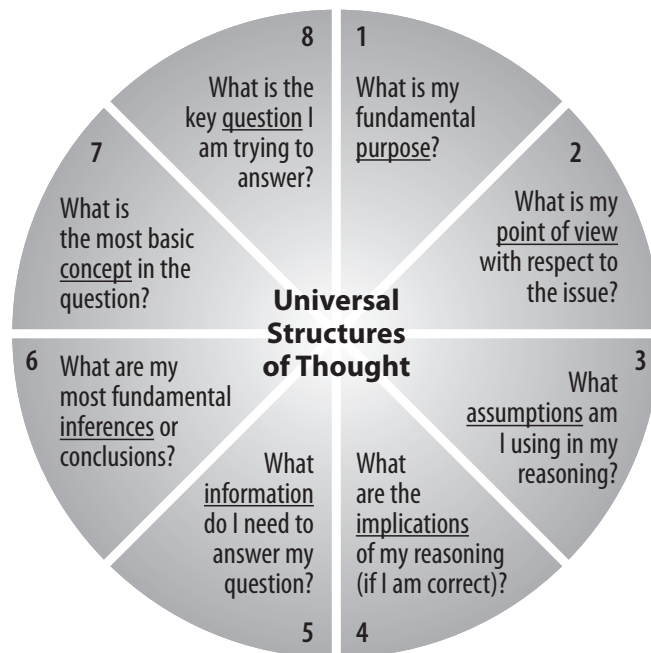 8
What is the
key question I
am trying to
answer?
1
What is my
fundamental
purpose?
2
What is my
point of view
with respect to
the issue?
3
What
assumptions am
I using in my
reasoning?
4
What
are the
implications
of my reasoning
(if I am correct)?
5
What
information
do I need to
answer my
question?
6
What are my
most fundamental
inferences or
conclusions?
7
What is
the most basic
concept in the
question?
Universal
Structures
of Thought